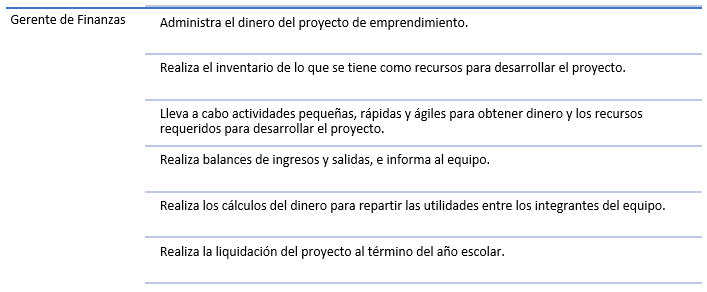 Gerente de Finanzas
Administra el dinero del proyecto de emprendimiento.
Realiza el inventario de lo que se tiene como recursos para desarrollar el proyecto.
Lleva a cabo actividades pequeñas, rápidas y ágiles para obtener dinero y los recursos
requeridos para desarrollar el proyecto.
Realiza balances de ingresos y salidas, e informa al equipo.
Realiza los cálculos del dinero para repartir las utilidades entre los integrantes del equipo.
Realiza la liquidación del proyecto al término del año escolar.